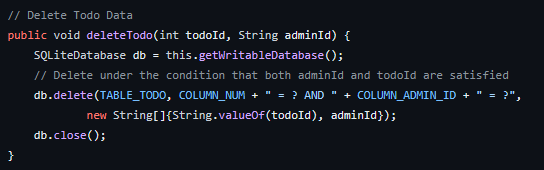 // Delete Todo Data
public void deleteTodo(int todoId, String adminId) {
    SQLiteDatabase db = this.getWritableDatabase();
    // Delete under the condition that both adminId and todoId are satisfied
    db.delete(TABLE_TODO, COLUMN_NUM + " = ? AND " + COLUMN_ADMIN_ID + " = ?",
            new String[]{String.valueOf(todoId), adminId});
    db.close();
}